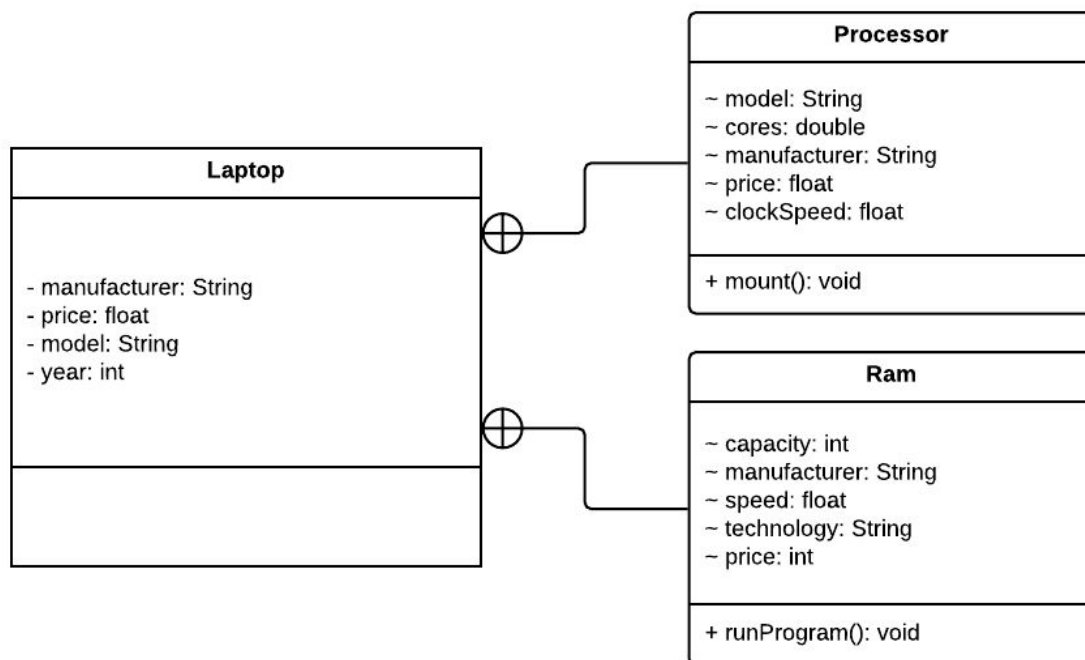 Laptop
- manufacturer: String
- price: float
- model: String
- year: int
Processor
~ model: String
~ cores: double
~ manufacturer: String
~ price: float
~ clockSpeed: float
+ mount(): void
Ram
~ capacity: int
~ manufacturer: String
~ speed: float
~ technology: String
~ price: int
+ runProgram(): void